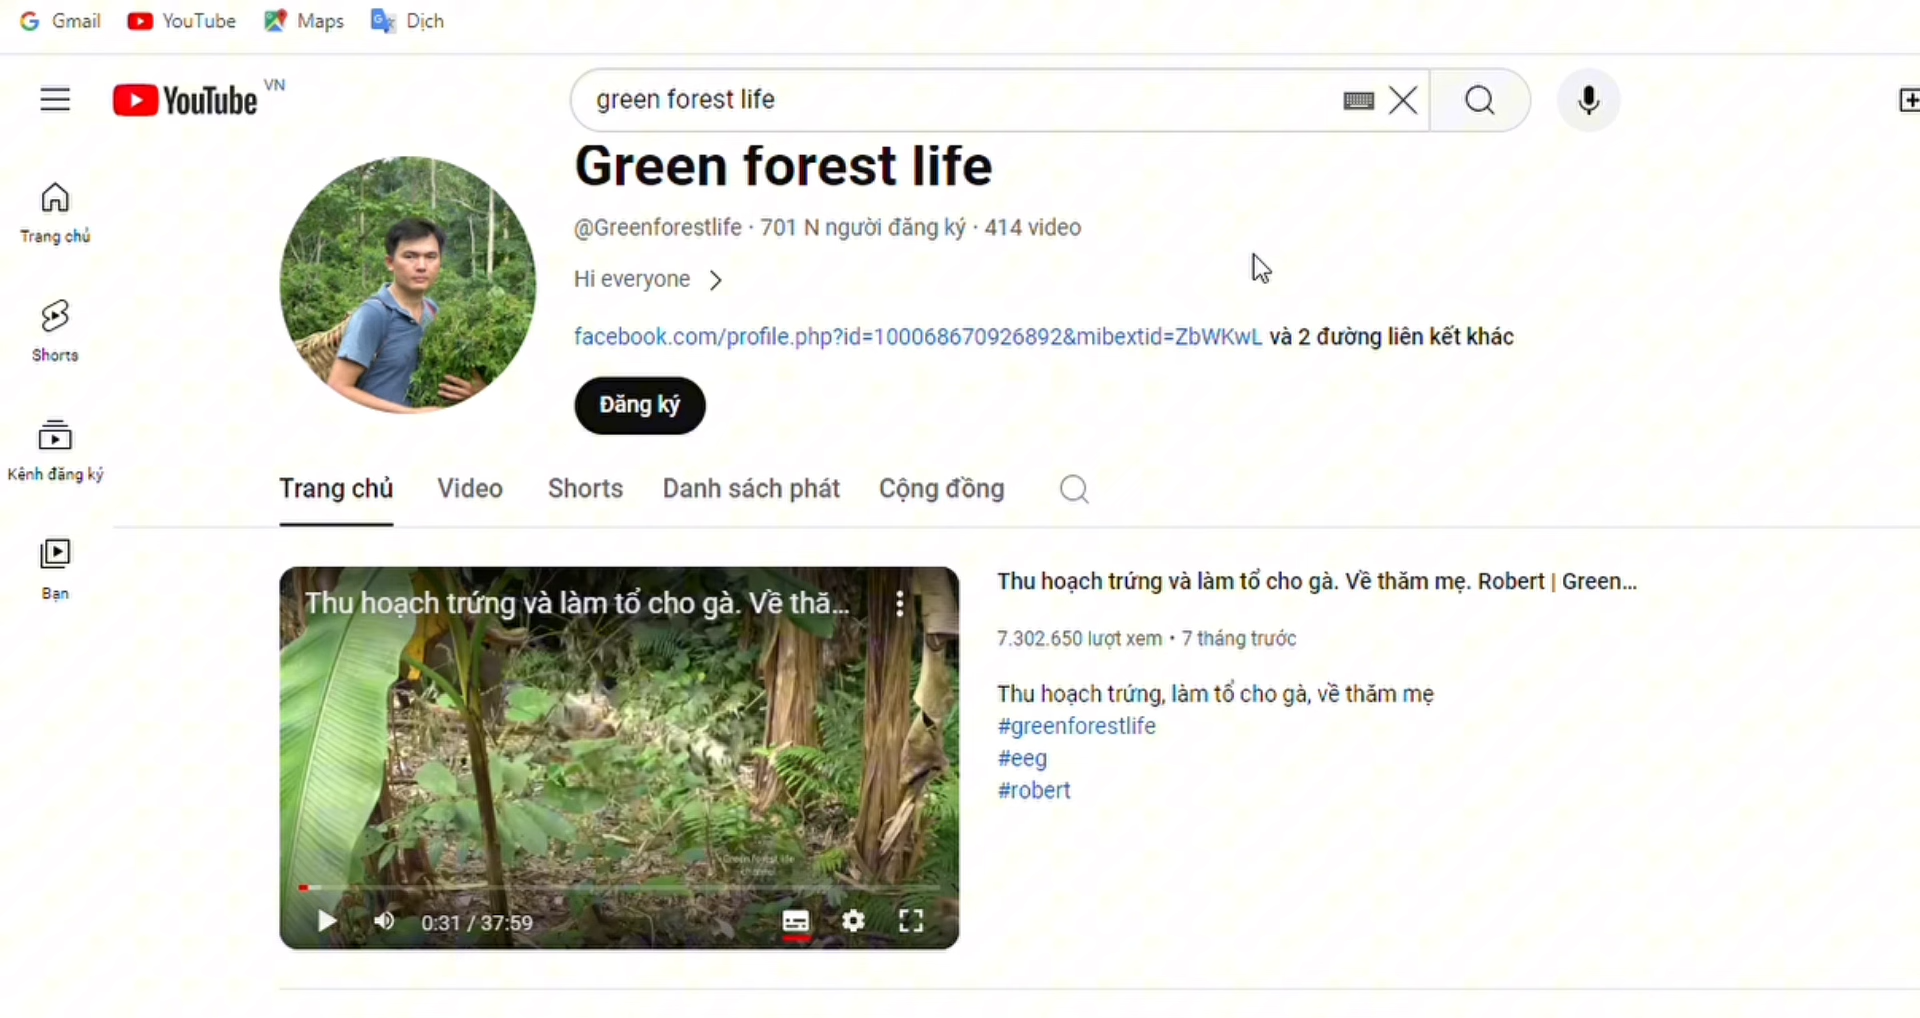 Gmail YouTube Maps Dịch
YouTube VN
green forest life
Green forest life
@Greenforestlife · 701 N người đăng ký · 414 video
Hi everyone
facebook.com/profile.php?id=100068670926892&mibextid=ZbWKwL và 2 đường liên kết khác
Đăng ký
Trang chủ
Shorts
Kênh đăng ký
Bạn
Trang chủ Video Shorts Danh sách phát Cộng đồng
Thu hoạch trứng và làm tổ cho gà. Về thă...
Green forest life
channel
0:31 / 37:59
Thu hoạch trứng và làm tổ cho gà. Về thăm mẹ. Robert | Green...
7.302.650 lượt xem • 7 tháng trước
Thu hoạch trứng, làm tổ cho gà, về thăm mẹ
#greenforestlife
#eeg
#robert